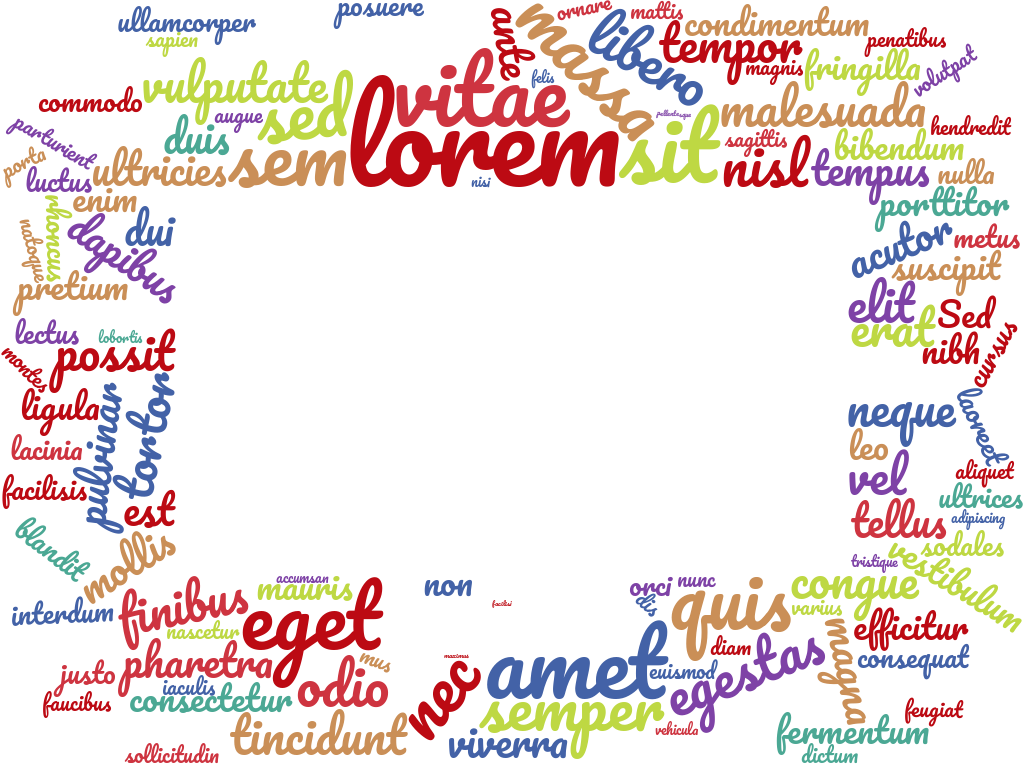 posuere
ornare
mattis
ullamcorper
ante
massa
libero
condimentum
sapien
tempor
penatibus
magnis
fringilla
volutpat
felis
vulputate
vitae
commodo
sed
augue
lorem
pellentesque
malesuada
duis
sit
sagittis
hendredit
parturient
bibendum
porta
ultricies
sem
nisl
tempus
nulla
luctus
nisi
enim
porttitor
rhoncus
natoque
dapibus
dui
acutor
metus
suscipit
pretium
elit
Sed
lectus
lobortis
erat
possit
nibh
cursus
montes
ligula
pulvinar
tortor
neque
laoreet
lacinia
leo
vel
aliquet
facilisis
ultrices
est
tellus
adipiscing
blandit
mollis
sodales
tristique
vestibulum
accumsan
mauris
non
orci
nunc
congue
finibus
eget
facilisi
dis
quis
varius
interdum
nascetur
efficitur
magna
diam
pharetra
mus
maximus
amet
euismod
egestas
consequat
justo
iaculis
odio
nec
faucibus
consectetur
semper
feugiat
vehicula
tincidunt
viverra
fermentum
sollicitudin
dictum